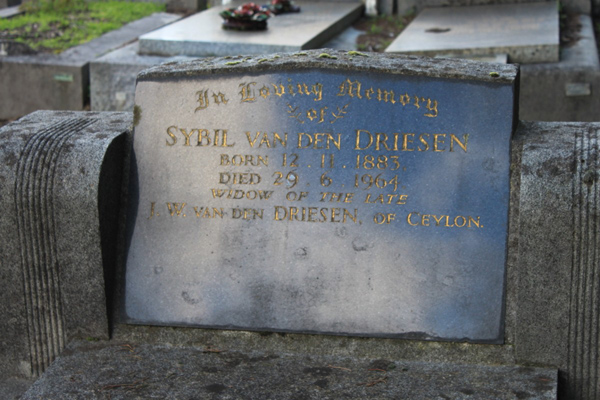 In Loving Memory
of
SYBIL VAN DEN DRIESEN
BORN 12 . 11 . 1883.
DIED 29 . 6 . 1964
WIDOW OF THE LATE
J. W. VAN-DEN DRIESEN, OF CEYLON.